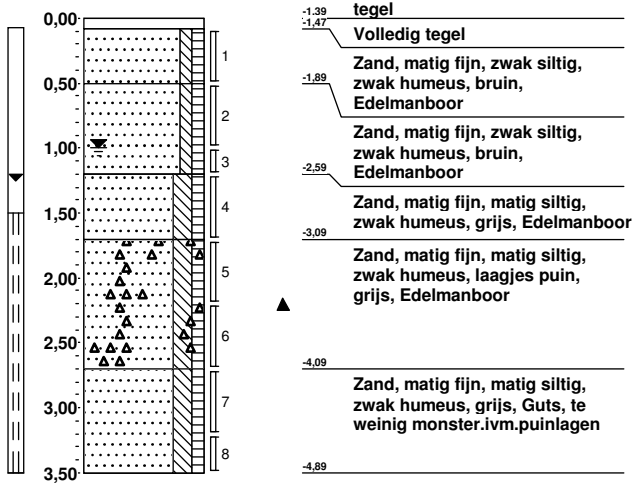 0,00
0,50
1,00
1,50
2,00
2,50
3,00
3,50
1
2
3
4
5
6
7
8
-1.39
tegel
-1,47
Volledig tegel
-1,89
Zand, matig fijn, zwak siltig,
zwak humeus, bruin,
Edelmanboor
-2,59
Zand, matig fijn, zwak siltig,
zwak humeus, bruin,
Edelmanboor
-3,09
Zand, matig fijn, matig siltig,
zwak humeus, grijs, Edelmanboor
Zand, matig fijn, matig siltig,
zwak humeus, laagjes puin,
grijs, Edelmanboor
-4,09
Zand, matig fijn, matig siltig,
zwak humeus, grijs, Guts, te
weinig monster.ivm.puinlagen
-4,89